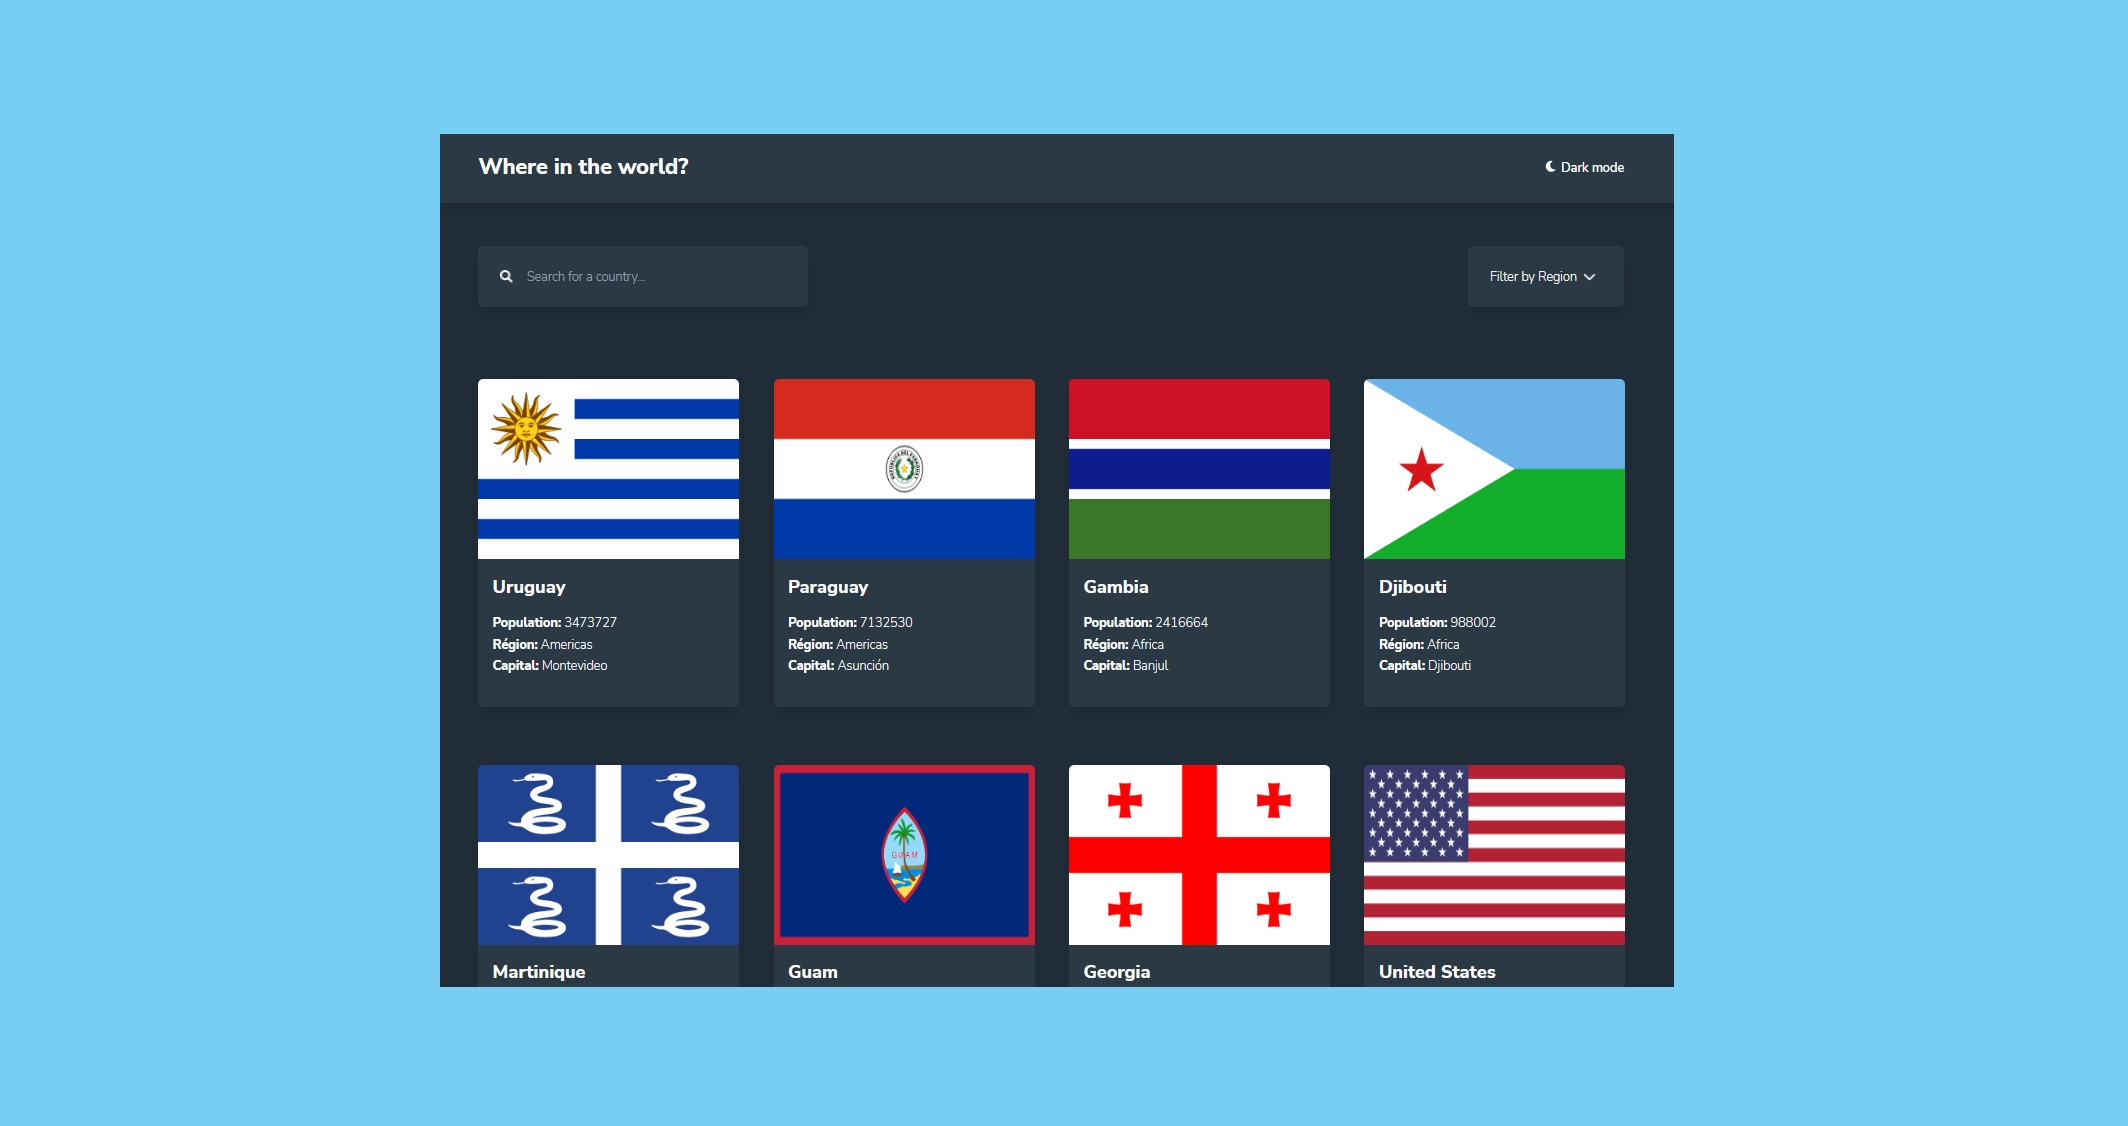 Where in the world?
Dark mode
Search for a country...
Filter by Region
Uruguay
Population: 3473727
Région: Americas
Capital: Montevideo
Paraguay
Population: 7132530
Région: Americas
Capital: Asunción
Gambia
Population: 2416664
Région: Africa
Capital: Banjul
Djibouti
Population: 988002
Région: Africa
Capital: Djibouti
GUAM
Martinique
Guam
Georgia
United States